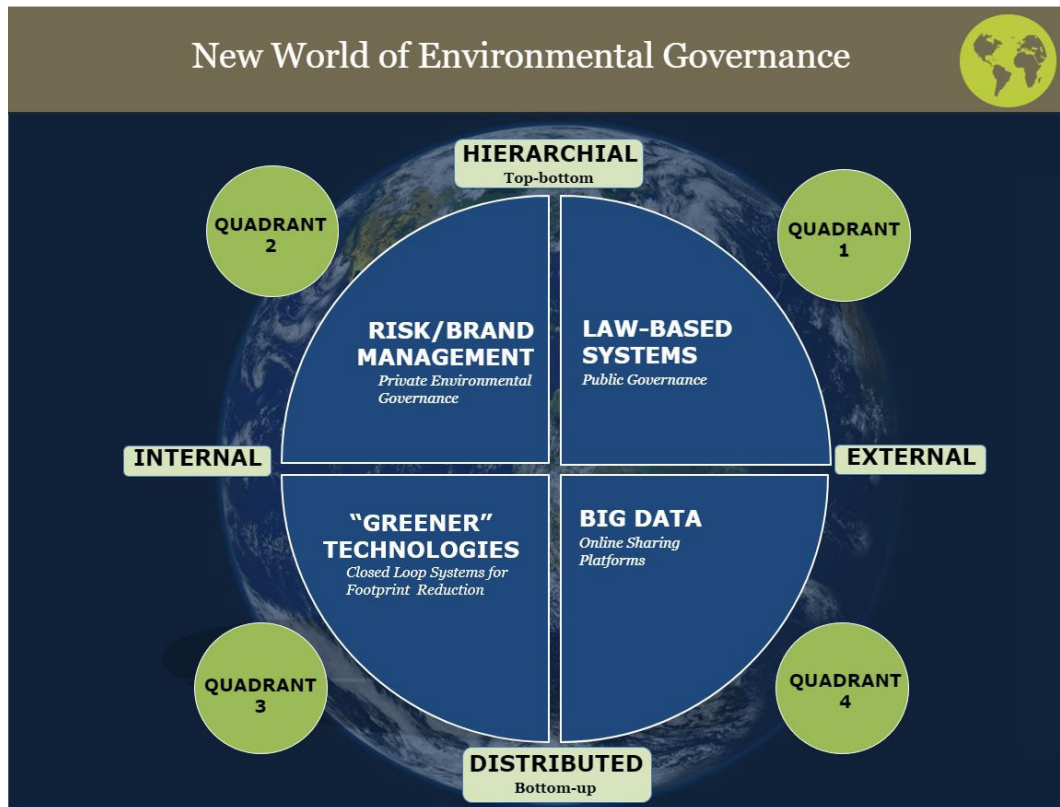 New World of Environmental Governance
HIERARCHIAL
Top-bottom
QUADRANT
2
QUADRANT
1
RISK/BRAND
MANAGEMENT
Private Environmental
Governance
LAW-BASED
SYSTEMS
Public Governance
INTERNAL
EXTERNAL
“GREENER”
TECHNOLOGIES
Closed Loop Systems for
Footprint Reduction
BIG DATA
Online Sharing
Platforms
QUADRANT
3
QUADRANT
4
DISTRIBUTED
Bottom-up